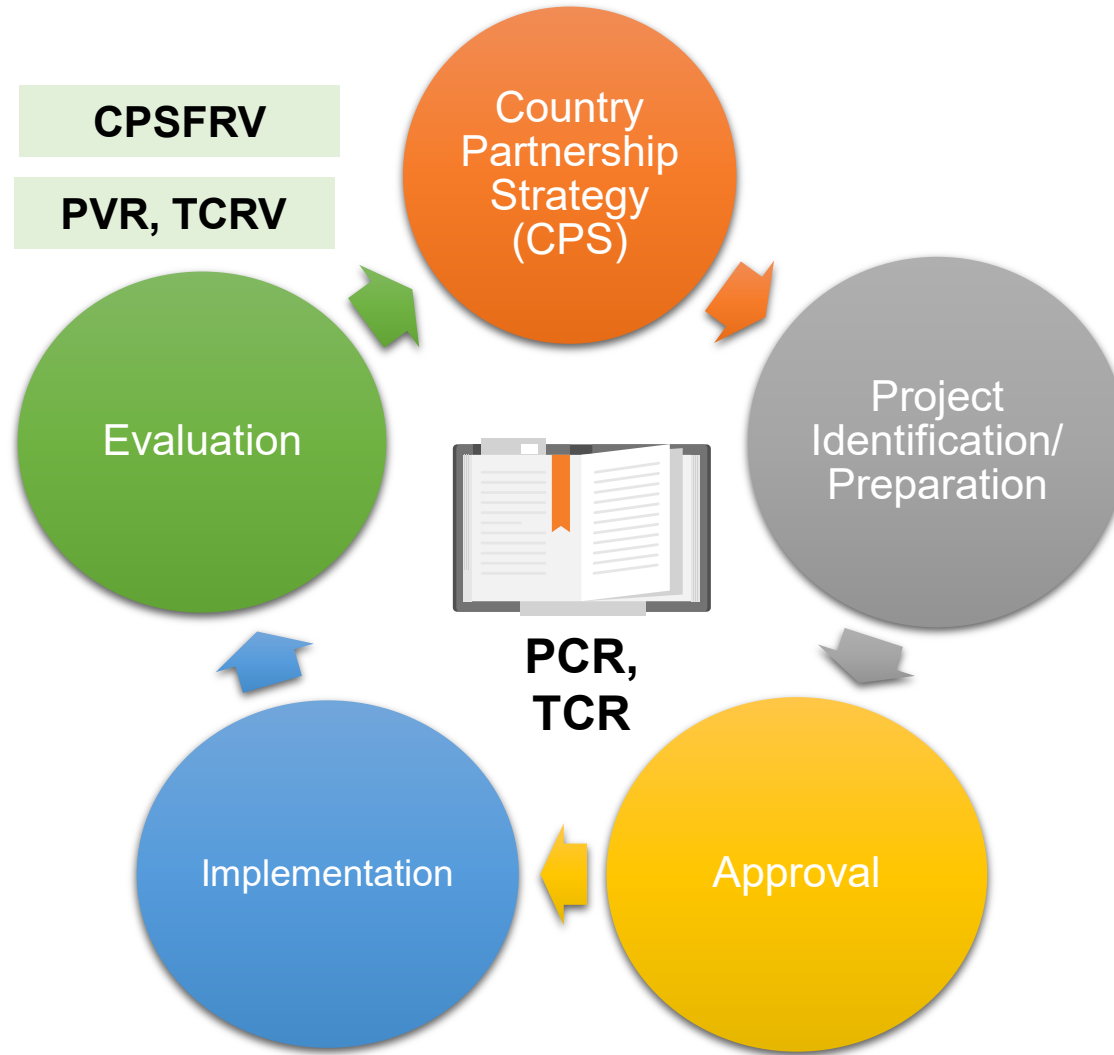 CPSFRV
PVR, TCRV
Country
Partnership
Strategy
(CPS)
Project
Identification/
Preparation
Evaluation
PCR,
TCR
Implementation
Approval